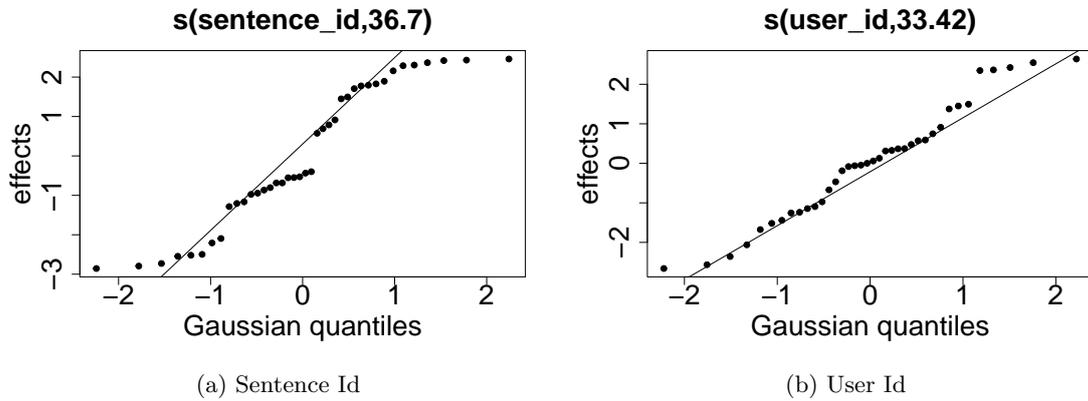 s(sentence_id,36.7)
effects
−3 −1 1 2
−2 −1 0 1 2
Gaussian quantiles
(a) Sentence Id
s(user_id,33.42)
effects
−2 0 1 2
−2 −1 0 1 2
Gaussian quantiles
(b) User Id